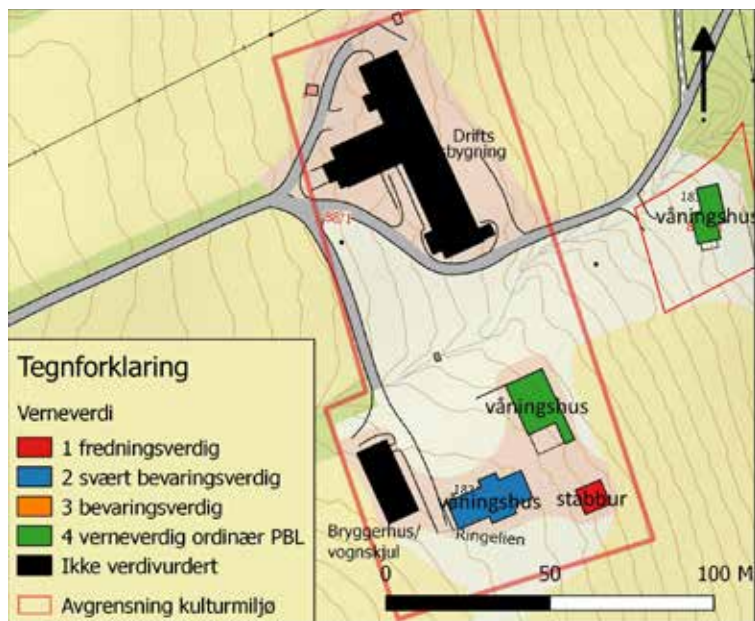 Drifts
sbygning
våningshus
våningshus
våningshus
stabbur
Ringelien
Bryggerhus/
vognskjul
Tegnforklaring
Verneverdi
1 fredningsverdig
2 svært bevaringsverdig
3 bevaringsverdig
4 verneverdig ordinær PBL
Ikke verdivurdert
Avgrensning kulturmiljø
0 50 100 M